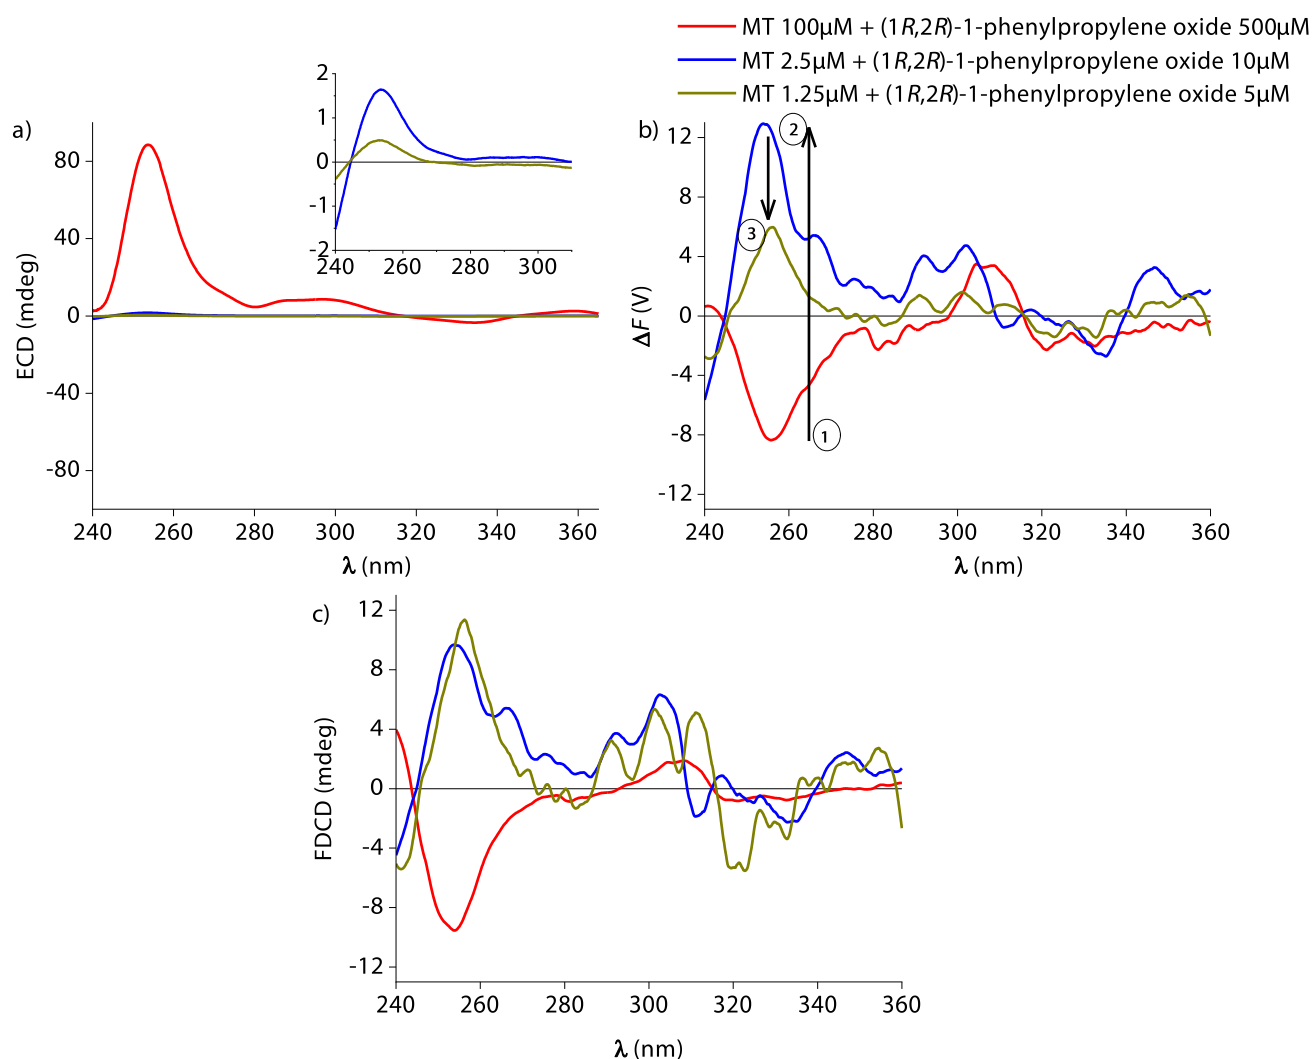 MT 100µM + (1R,2R)-1-phenylpropylene oxide 500µM
MT 2.5µM + (1R,2R)-1-phenylpropylene oxide 10µM
MT 1.25µM + (1R,2R)-1-phenylpropylene oxide 5µM
a)
80
40
0
-40
-80
ECD (mdeg)
240 260 280 300 320 340 360
λ (nm)
2
1
0
-1
-2
240 260 280 300
b)
12
8
4
0
-4
-8
-12
ΔF (V)
2
3
1
240 260 280 300 320 340 360
λ (nm)
c)
12
8
4
0
-4
-8
-12
FDCD (mdeg)
240 260 280 300 320 340 360
λ (nm)